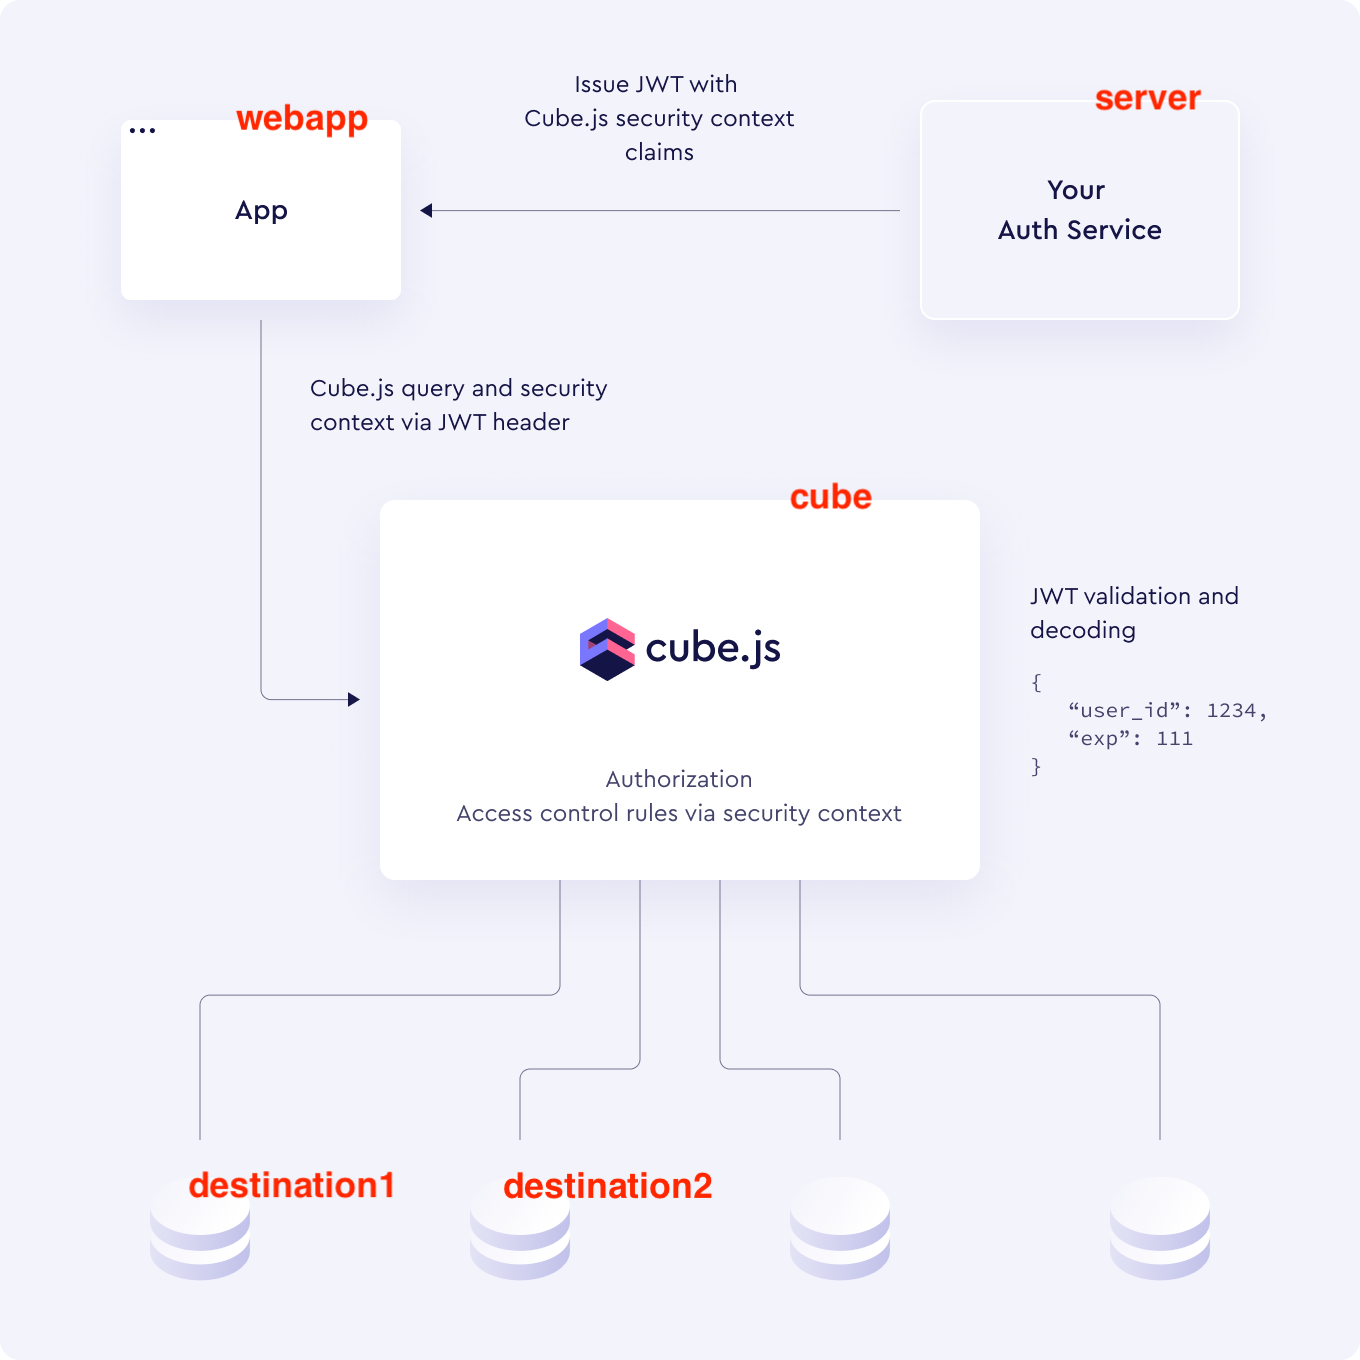 webapp
App
Issue JWT with
Cube.js security context
claims
server
Your
Auth Service
Cube.js query and security
context via JWT header
cube
cube.js
Authorization
Access control rules via security context
JWT validation and
decoding
{
“user_id”: 1234,
“exp”: 111
}
destination1
destination2